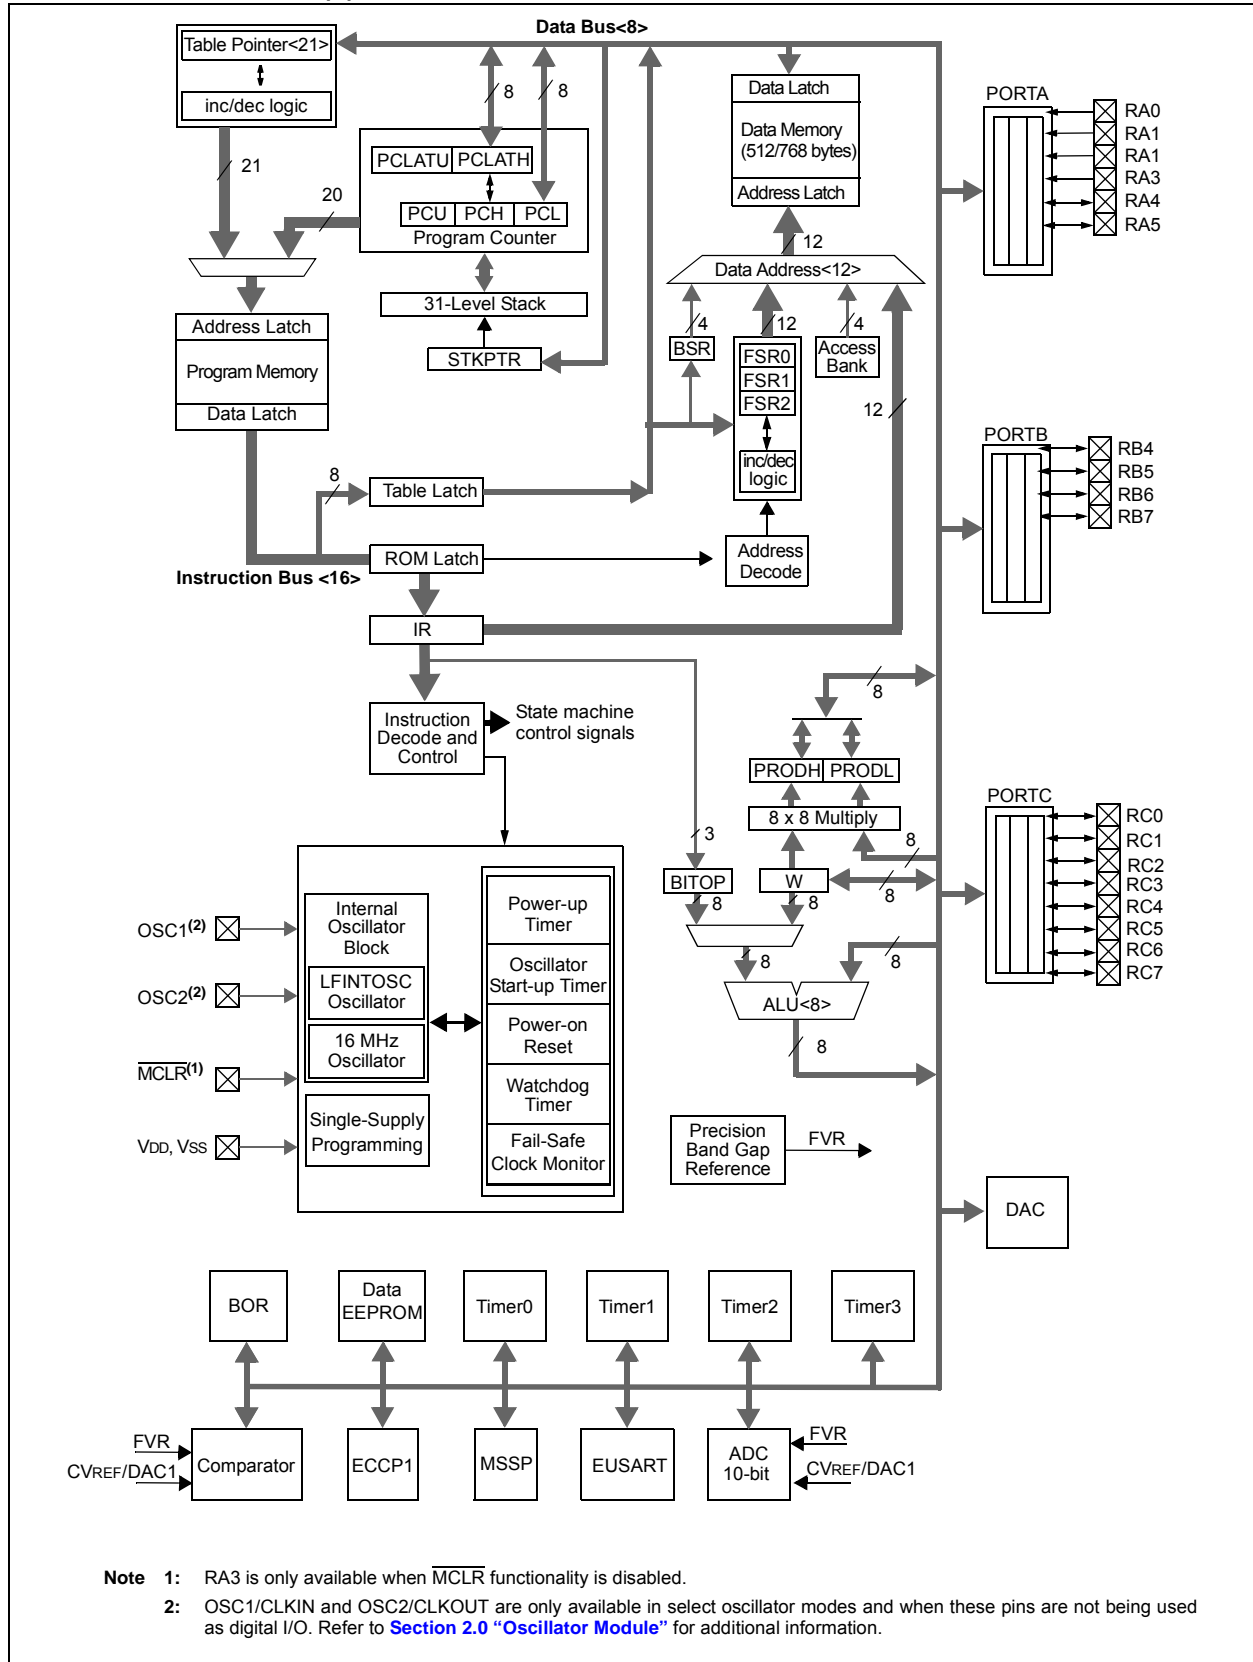 Data Bus<8>
Table Pointer<21>
inc/dec logic
21
20
8
8
PCLATU
PCLATH
PCU
PCH
PCL
Program Counter
31-Level Stack
STKPTR
Address Latch
Program Memory
Data Latch
8
Table Latch
ROM Latch
Instruction Bus <16>
IR
Data Latch
Data Memory
(512/768 bytes)
Address Latch
12
Data Address<12>
4
12
4
BSR
FSR0
FSR1
FSR2
inc/dec
logic
Access
Bank
12
Address
Decode
PORTA
RA0
RA1
RA1
RA3
RA4
RA5
PORTB
RB4
RB5
RB6
RB7
Instruction
Decode and
Control
State machine
control signals
8
PRODH
PRODL
8 x 8 Multiply
3
8
BITOP
W
8
8
8
8
8
ALU<8>
8
PORTC
RC0
RC1
RC2
RC3
RC4
RC5
RC6
RC7
OSC1(2)
OSC2(2)
MCLR(1)
VDD, VSS
Internal
Oscillator
Block
LFINTOSC
Oscillator
16 MHz
Oscillator
Single-Supply
Programming
Power-up
Timer
Oscillator
Start-up Timer
Power-on
Reset
Watchdog
Timer
Fail-Safe
Clock Monitor
Precision
Band Gap
Reference
FVR
DAC
BOR
Data
EEPROM
Timer0
Timer1
Timer2
Timer3
FVR
CVREF/DAC1
Comparator
ECCP1
MSSP
EUSART
ADC
10-bit
FVR
CVREF/DAC1
Note 1: RA3 is only available when MCLR functionality is disabled.
2: OSC1/CLKIN and OSC2/CLKOUT are only available in select oscillator modes and when these pins are not being used
as digital I/O. Refer to Section 2.0 “Oscillator Module” for additional information.